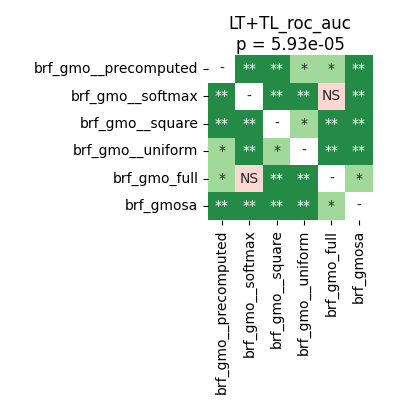 LT+TL_roc_auc
p = 5.93e-05
brf_gmo__precomputed - ** ** * * **
brf_gmo__softmax ** - ** ** NS **
brf_gmo__square ** ** - * ** **
brf_gmo__uniform * ** * - ** **
brf_gmo_full * NS ** ** - *
brf_gmosa ** ** ** ** * -
brf_gmo__precomputed
brf_gmo__softmax
brf_gmo__square
brf_gmo__uniform
brf_gmo_full
brf_gmosa